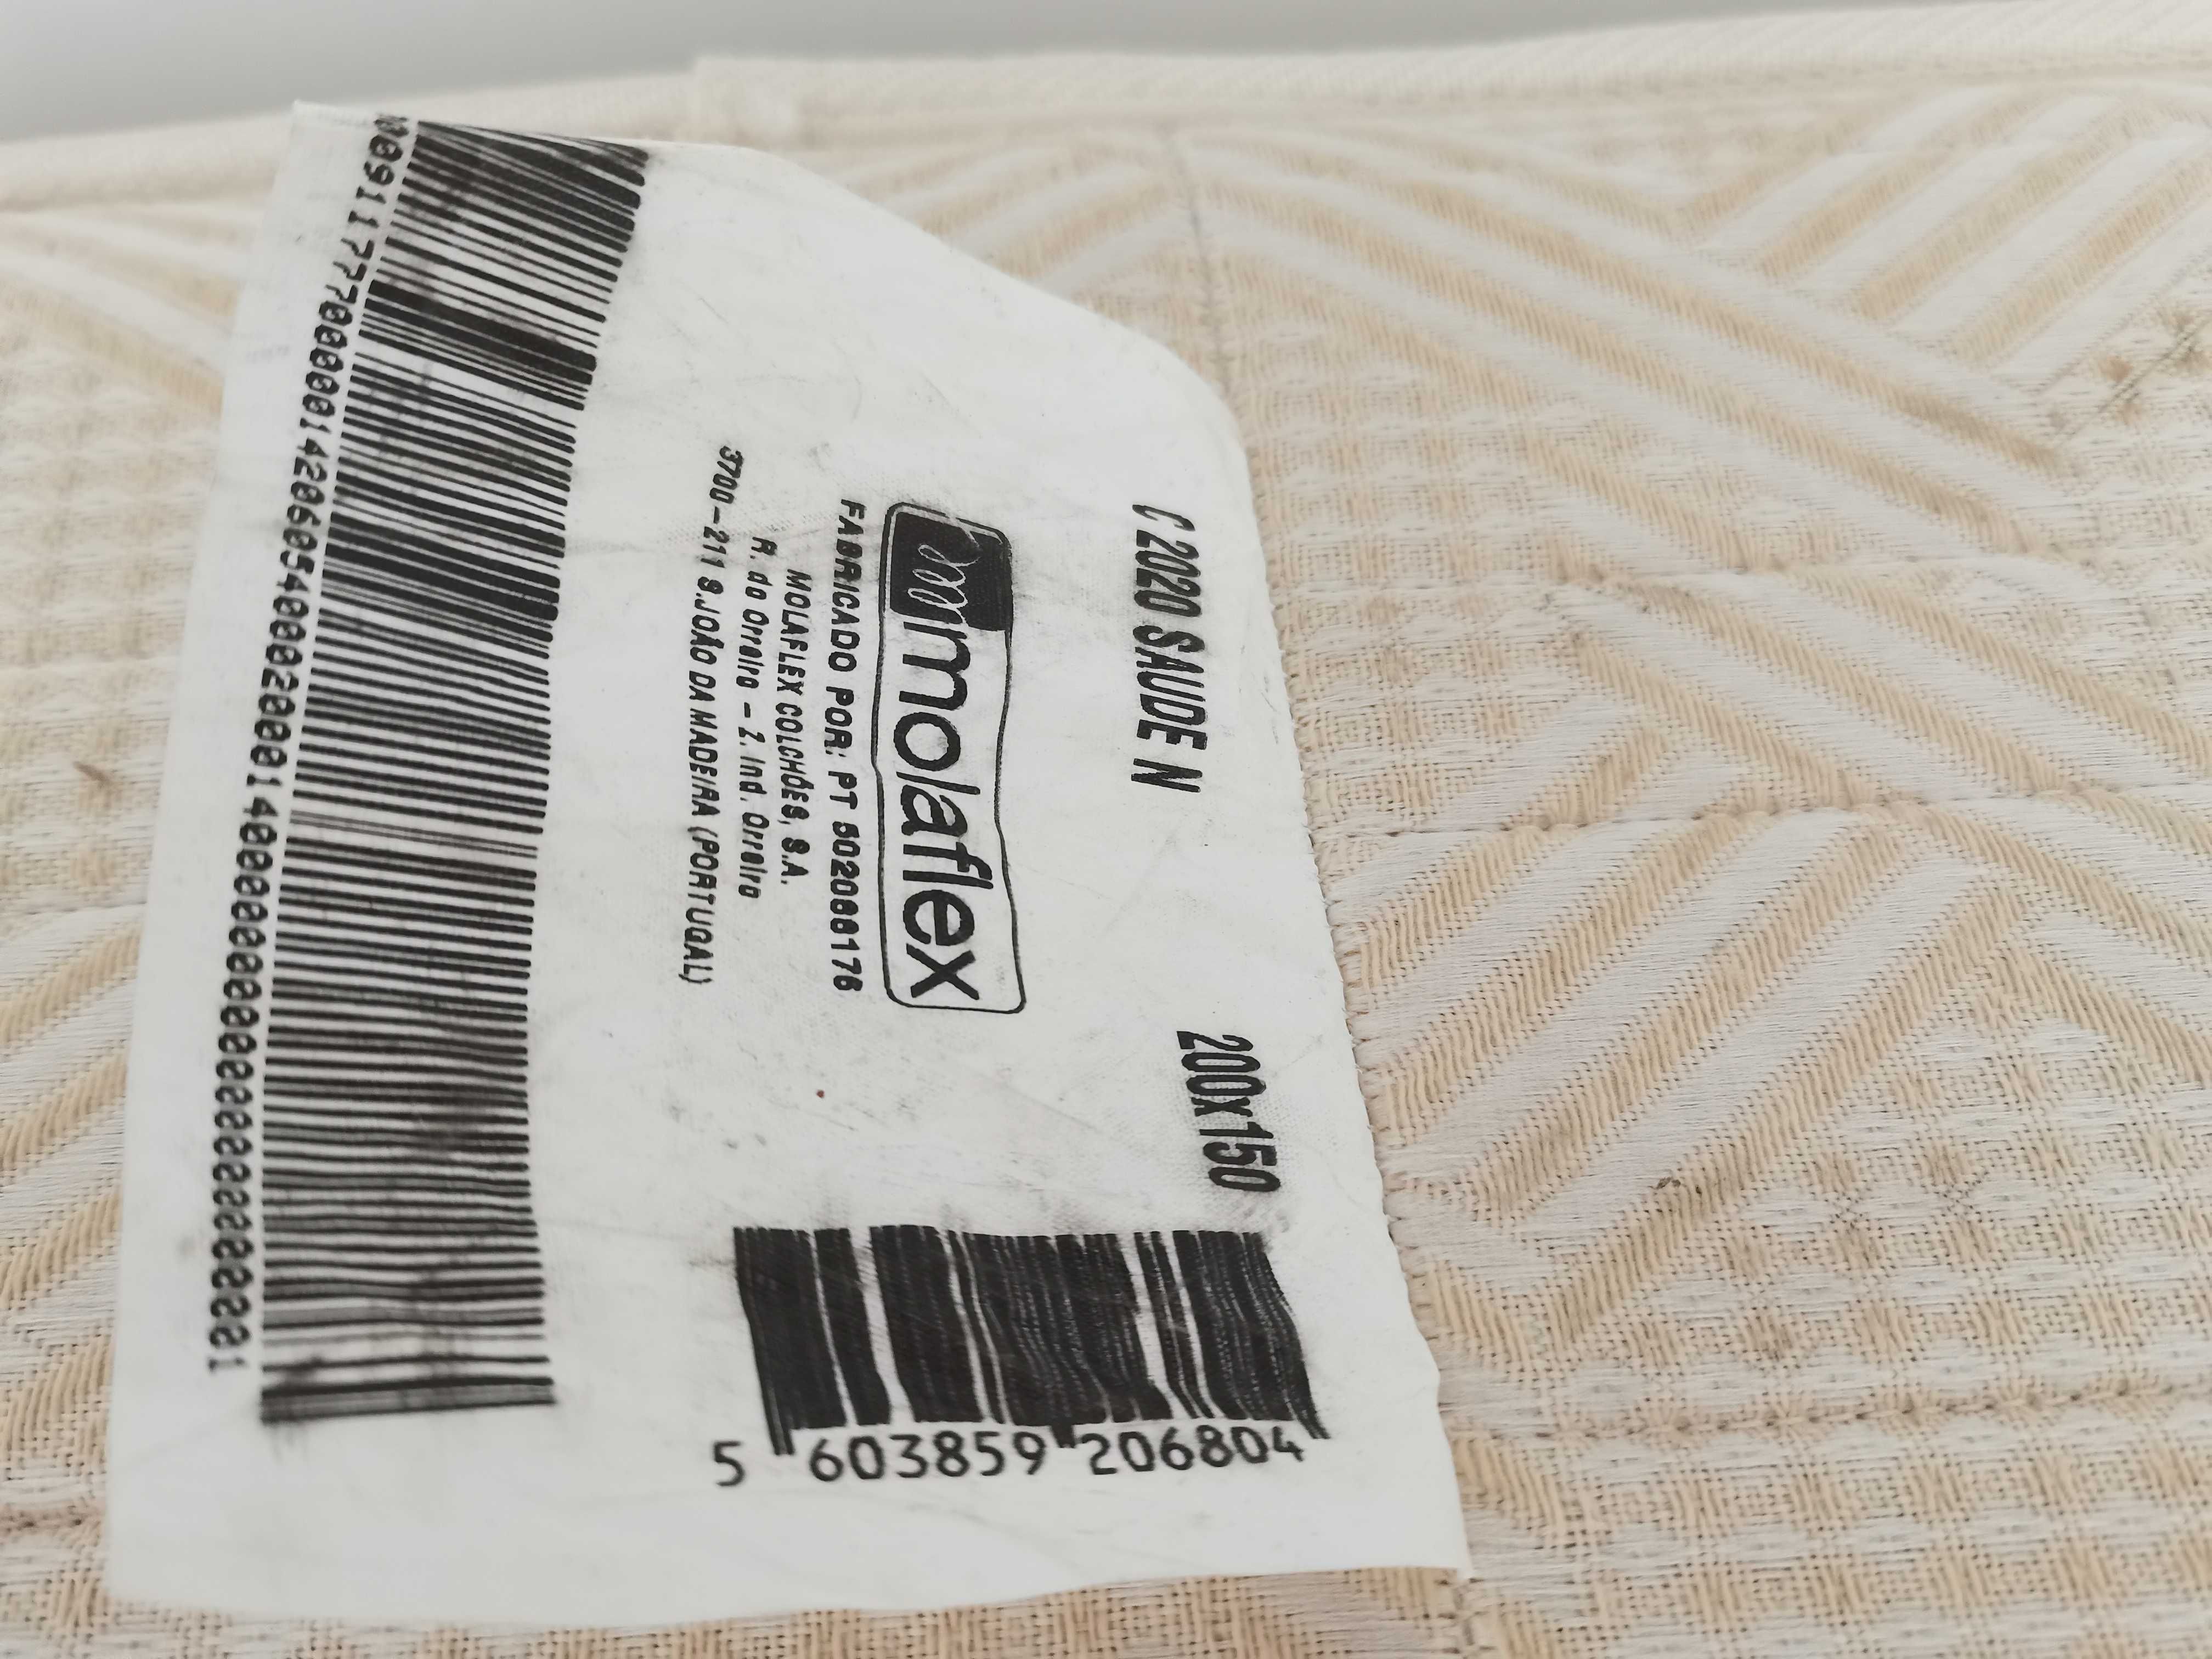 C 2020 SAUDE N
200x150
molaflex
FABRICADO POR: PT 502088176
MOLAFLEX COLCHÕES, S.A.
R. do Orreiro - Z. Ind. Orreiro
3700-211 S.JOÃO DA MADEIRA (PORTUGAL)
5 603859 206804